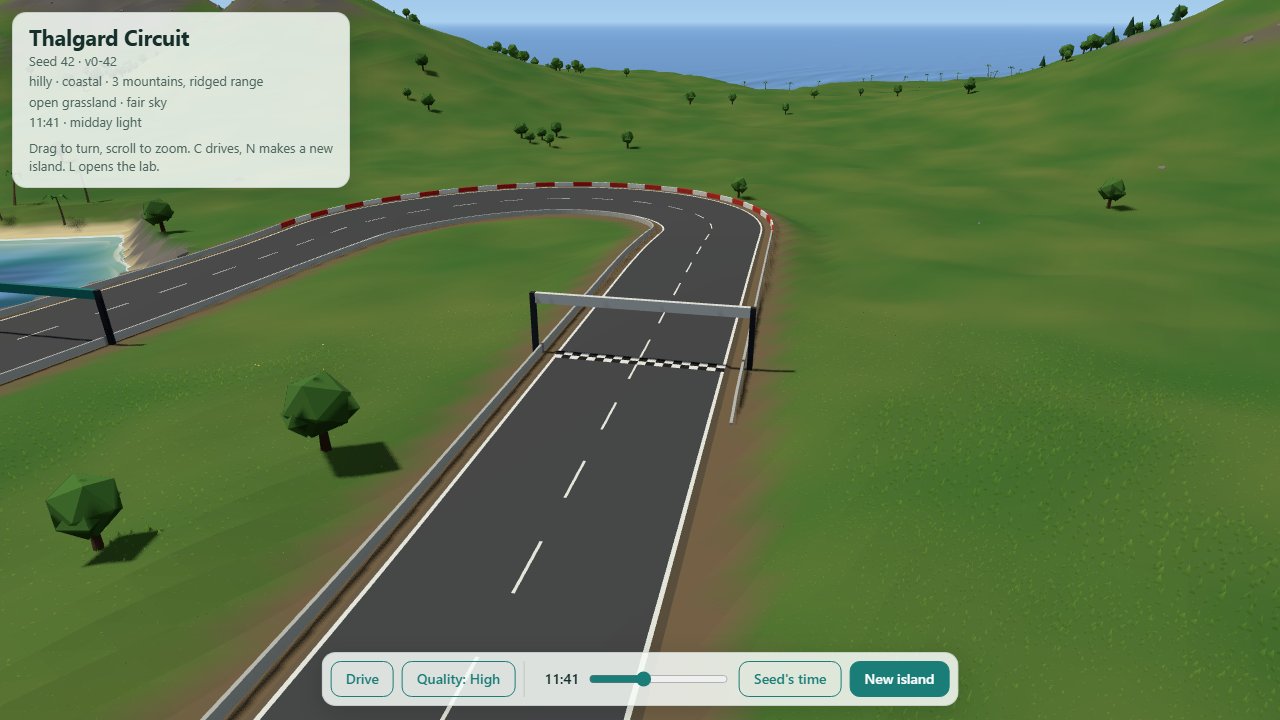 Thalgard Circuit
Seed 42 · v0-42
hilly · coastal · 3 mountains, ridged range
open grassland · fair sky
11:41 · midday light
Drag to turn, scroll to zoom. C drives, N makes a new
island. L opens the lab.
Drive
Quality: High
11:41
Seed's time
New island